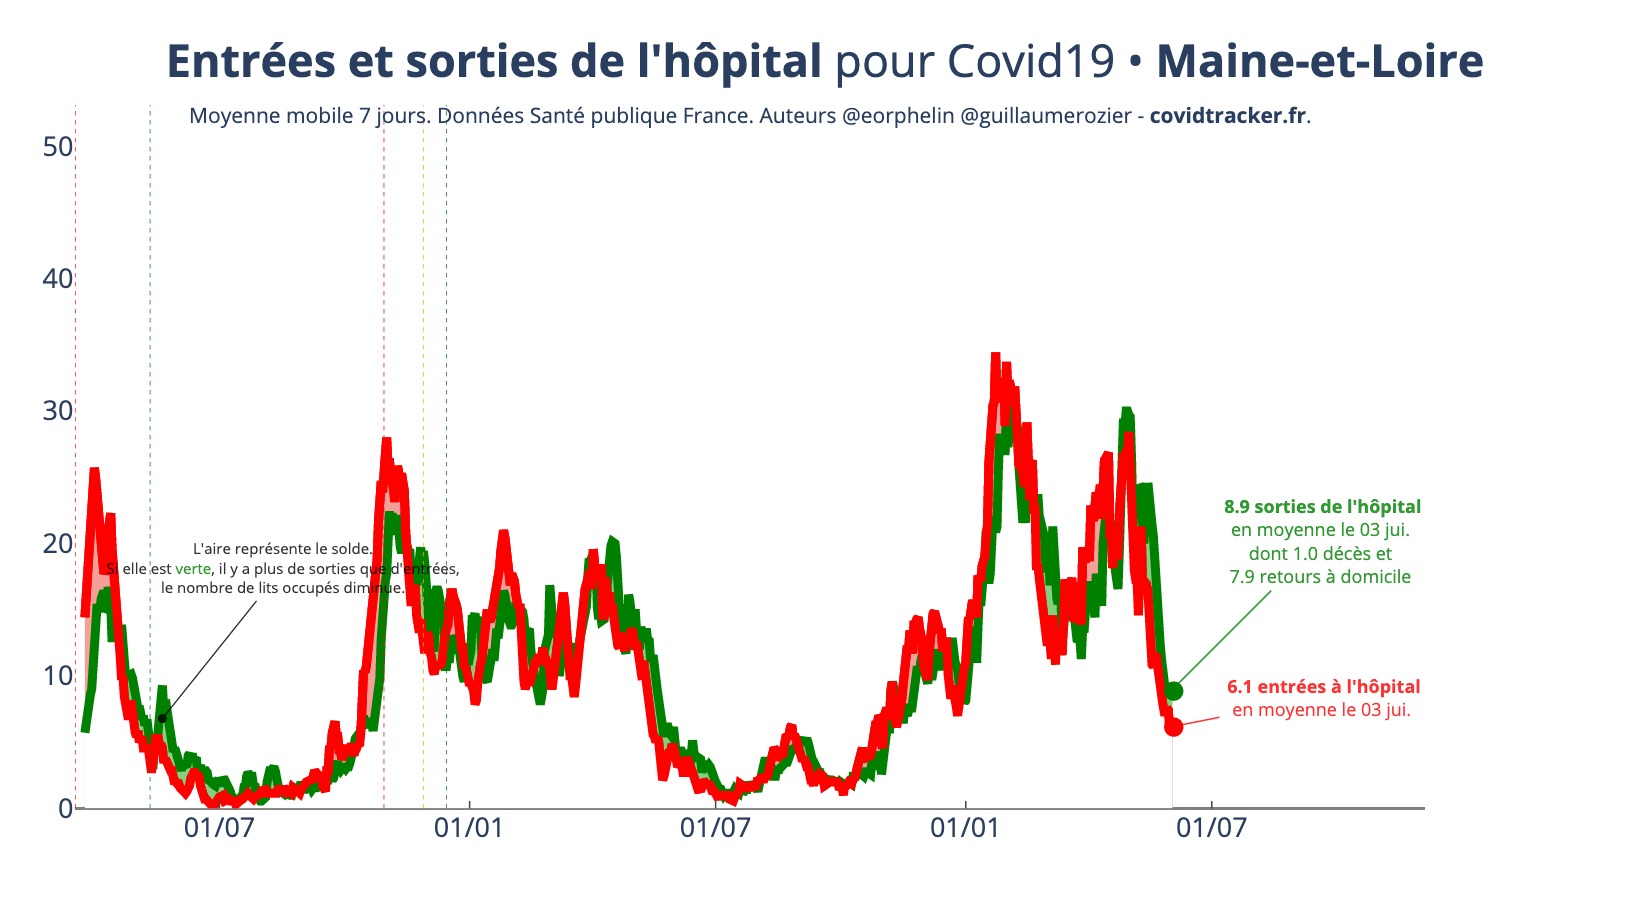 Entrées et sorties de l'hôpital pour Covid19 • Maine-et-Loire
Moyenne mobile 7 jours. Données Santé publique France. Auteurs @eorphelin @guillaumerozier - covidtracker.fr.
50
40
30
20
10
0
L'aire représente le solde.
Si elle est verte, il y a plus de sorties que d'entrées,
le nombre de lits occupés diminue.
8.9 sorties de l'hôpital
en moyenne le 03 jui.
dont 1.0 décès et
7.9 retours à domicile
6.1 entrées à l'hôpital
en moyenne le 03 jui.
01/07
01/01
01/07
01/01
01/07